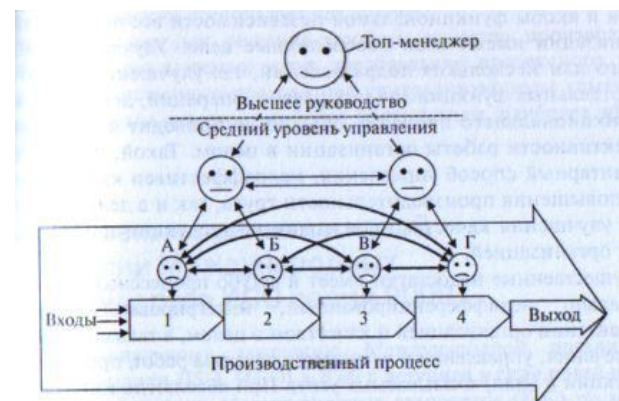 Топ-менеджер
Высшее руководство
Средний уровень управления
А Б В Г
Входы 1 2 3 4 Выход
Производственный процесс